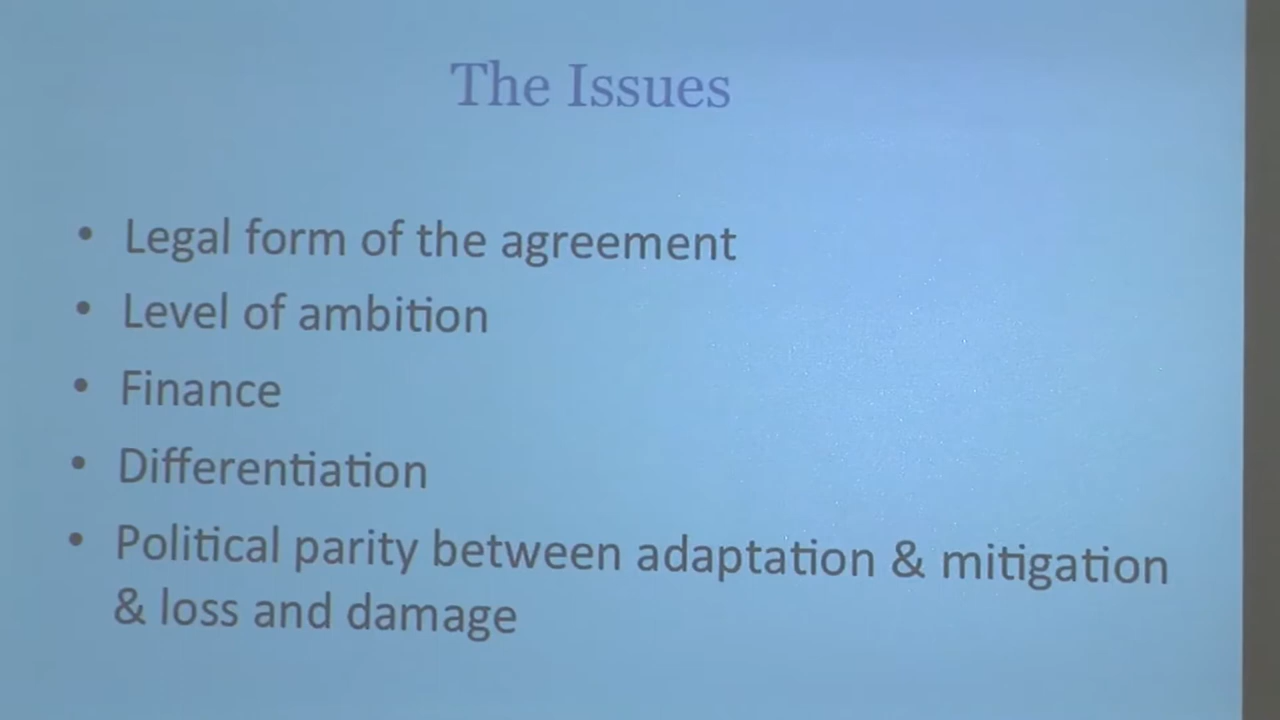 The Issues
• Legal form of the agreement
• Level of ambition
• Finance
• Differentiation
• Political parity between adaptation & mitigation
& loss and damage